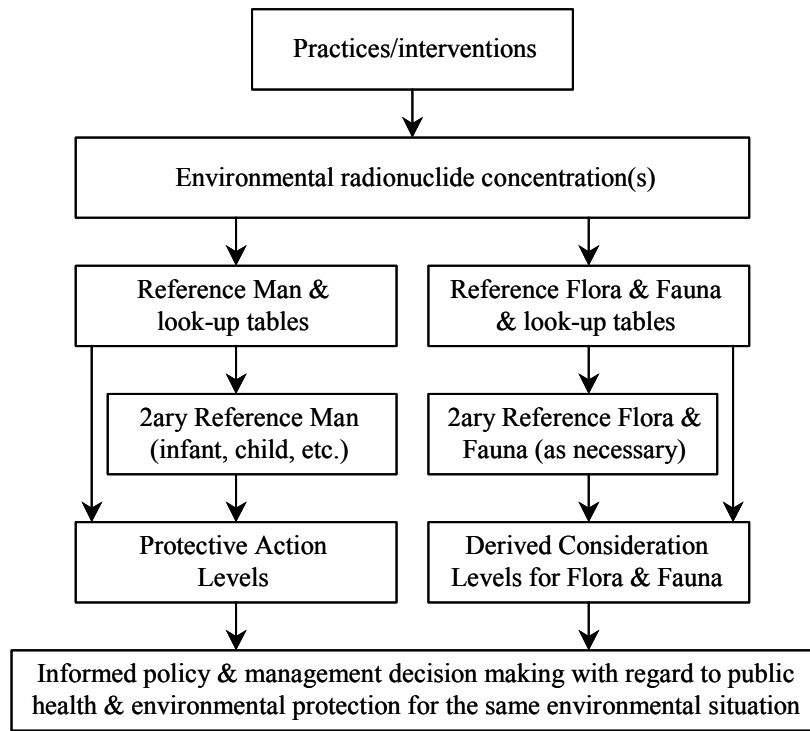 Practices/interventions
Environmental radionuclide concentration(s)
Reference Man &
look-up tables
Reference Flora & Fauna
& look-up tables
2ary Reference Man
(infant, child, etc.)
2ary Reference Flora &
Fauna (as necessary)
Protective Action
Levels
Derived Consideration
Levels for Flora & Fauna
Informed policy & management decision making with regard to public
health & environmental protection for the same environmental situation